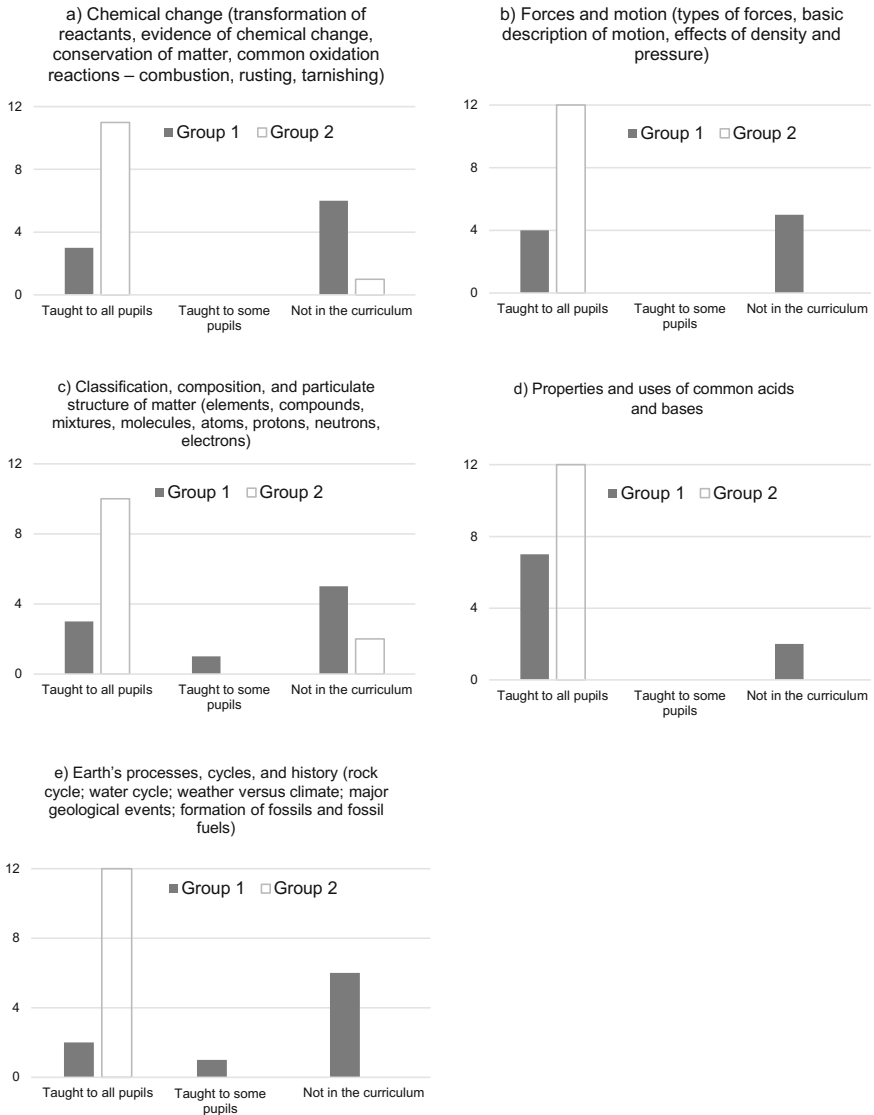 a) Chemical change (transformation of
reactants, evidence of chemical change,
conservation of matter, common oxidation
reactions – combustion, rusting, tarnishing)
12
Group 1 Group 2
8
4
0
Taught to all pupils Taught to some pupils Not in the curriculum
b) Forces and motion (types of forces, basic
description of motion, effects of density and
pressure)
12
Group 1 Group 2
8
4
0
Taught to all pupils Taught to some pupils Not in the curriculum
c) Classification, composition, and particulate
structure of matter (elements, compounds,
mixtures, molecules, atoms, protons, neutrons,
electrons)
12
Group 1 Group 2
8
4
0
Taught to all pupils Taught to some pupils Not in the curriculum
d) Properties and uses of common acids
and bases
12
Group 1 Group 2
8
4
0
Taught to all pupils Taught to some pupils Not in the curriculum
e) Earth's processes, cycles, and history (rock
cycle; water cycle; weather versus climate; major
geological events; formation of fossils and fossil
fuels)
12
Group 1 Group 2
8
4
0
Taught to all pupils Taught to some pupils Not in the curriculum